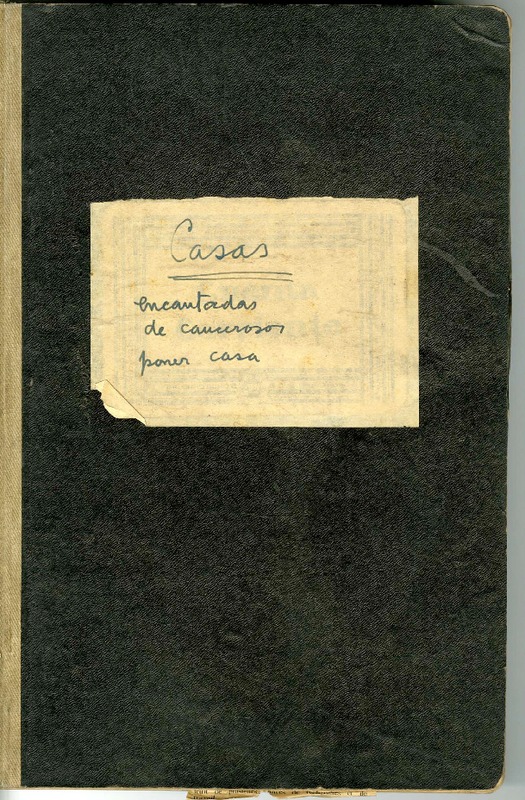 Casas
encantadas
de cancerosos
poner casa